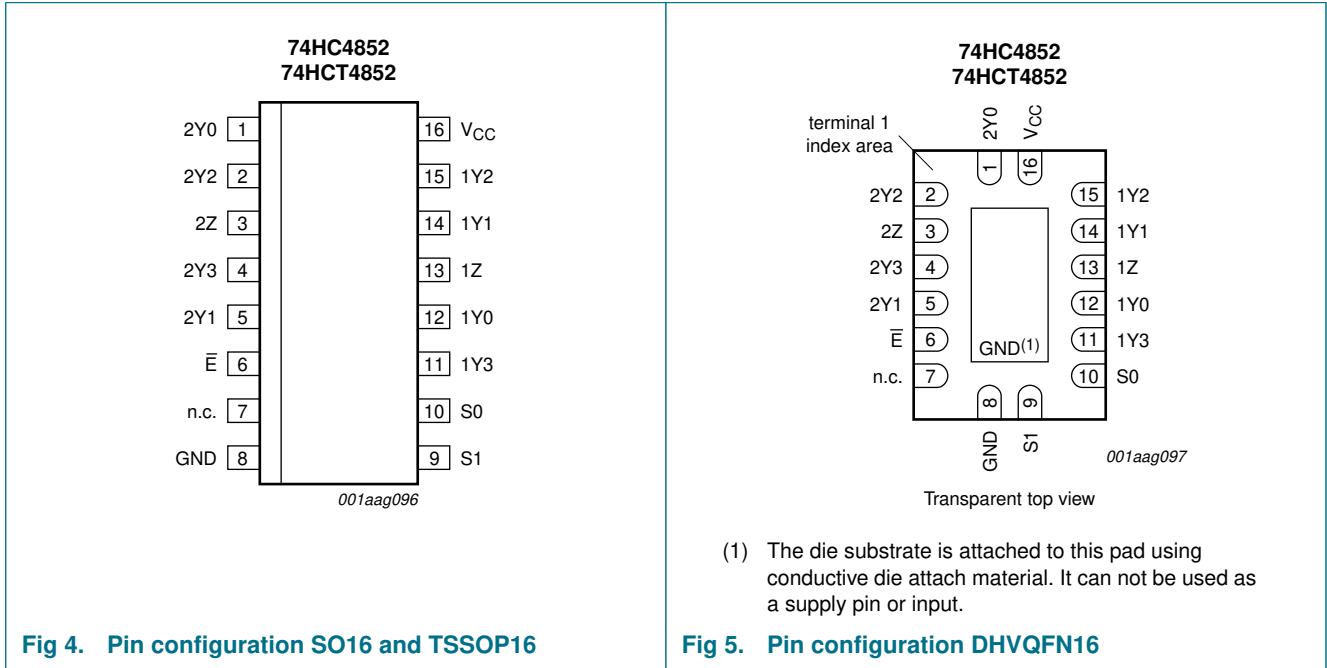 74HC4852
74HCT4852
2Y0 1
16 VCC
2Y2 2
15 1Y2
2Z 3
14 1Y1
2Y3 4
13 1Z
2Y1 5
12 1Y0
E̅ 6
11 1Y3
n.c. 7
10 S0
GND 8
9 S1
001aag096
Fig 4. Pin configuration SO16 and TSSOP16
74HC4852
74HCT4852
terminal 1
index area
2Y0
VCC
1
16
2Y2 2
15 1Y2
2Z 3
14 1Y1
2Y3 4
13 1Z
2Y1 5
12 1Y0
E̅ 6
11 1Y3
GND(1)
n.c. 7
10 S0
8
9
GND
S1
001aag097
Transparent top view
(1) The die substrate is attached to this pad using
conductive die attach material. It can not be used as
a supply pin or input.
Fig 5. Pin configuration DHVQFN16